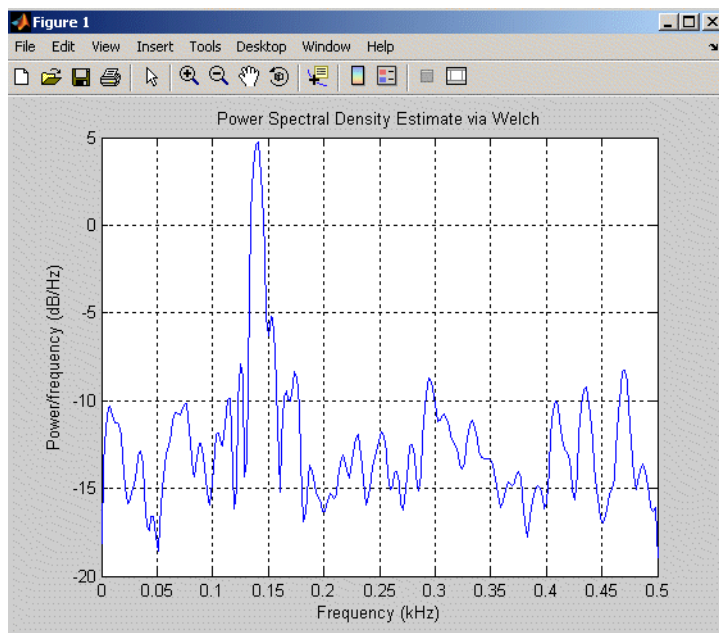 Figure 1
File Edit View Insert Tools Desktop Window Help
Power Spectral Density Estimate via Welch
5
0
-5
-10
-15
-20
Power/frequency (dB/Hz)
0 0.05 0.1 0.15 0.2 0.25 0.3 0.35 0.4 0.45 0.5
Frequency (kHz)